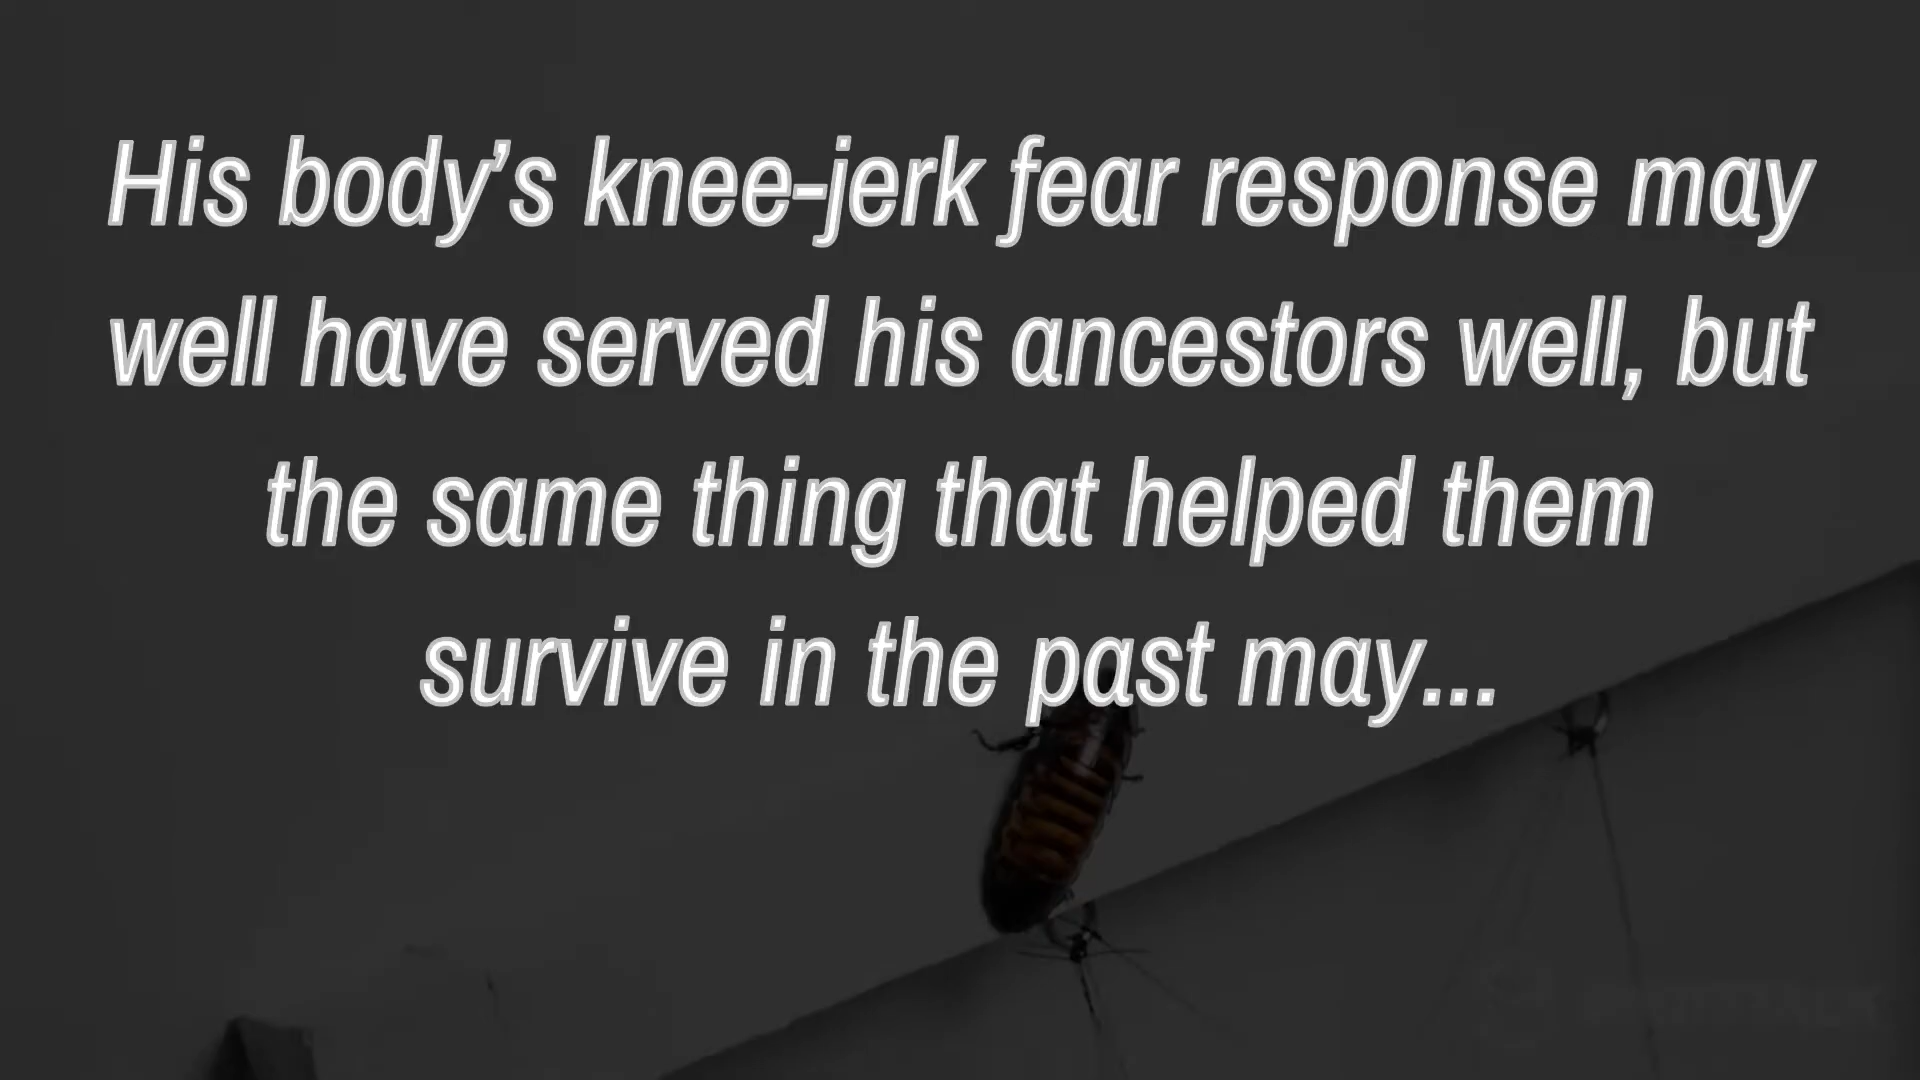 His body’s knee-jerk fear response may
well have served his ancestors well, but
the same thing that helped them
survive in the past may...